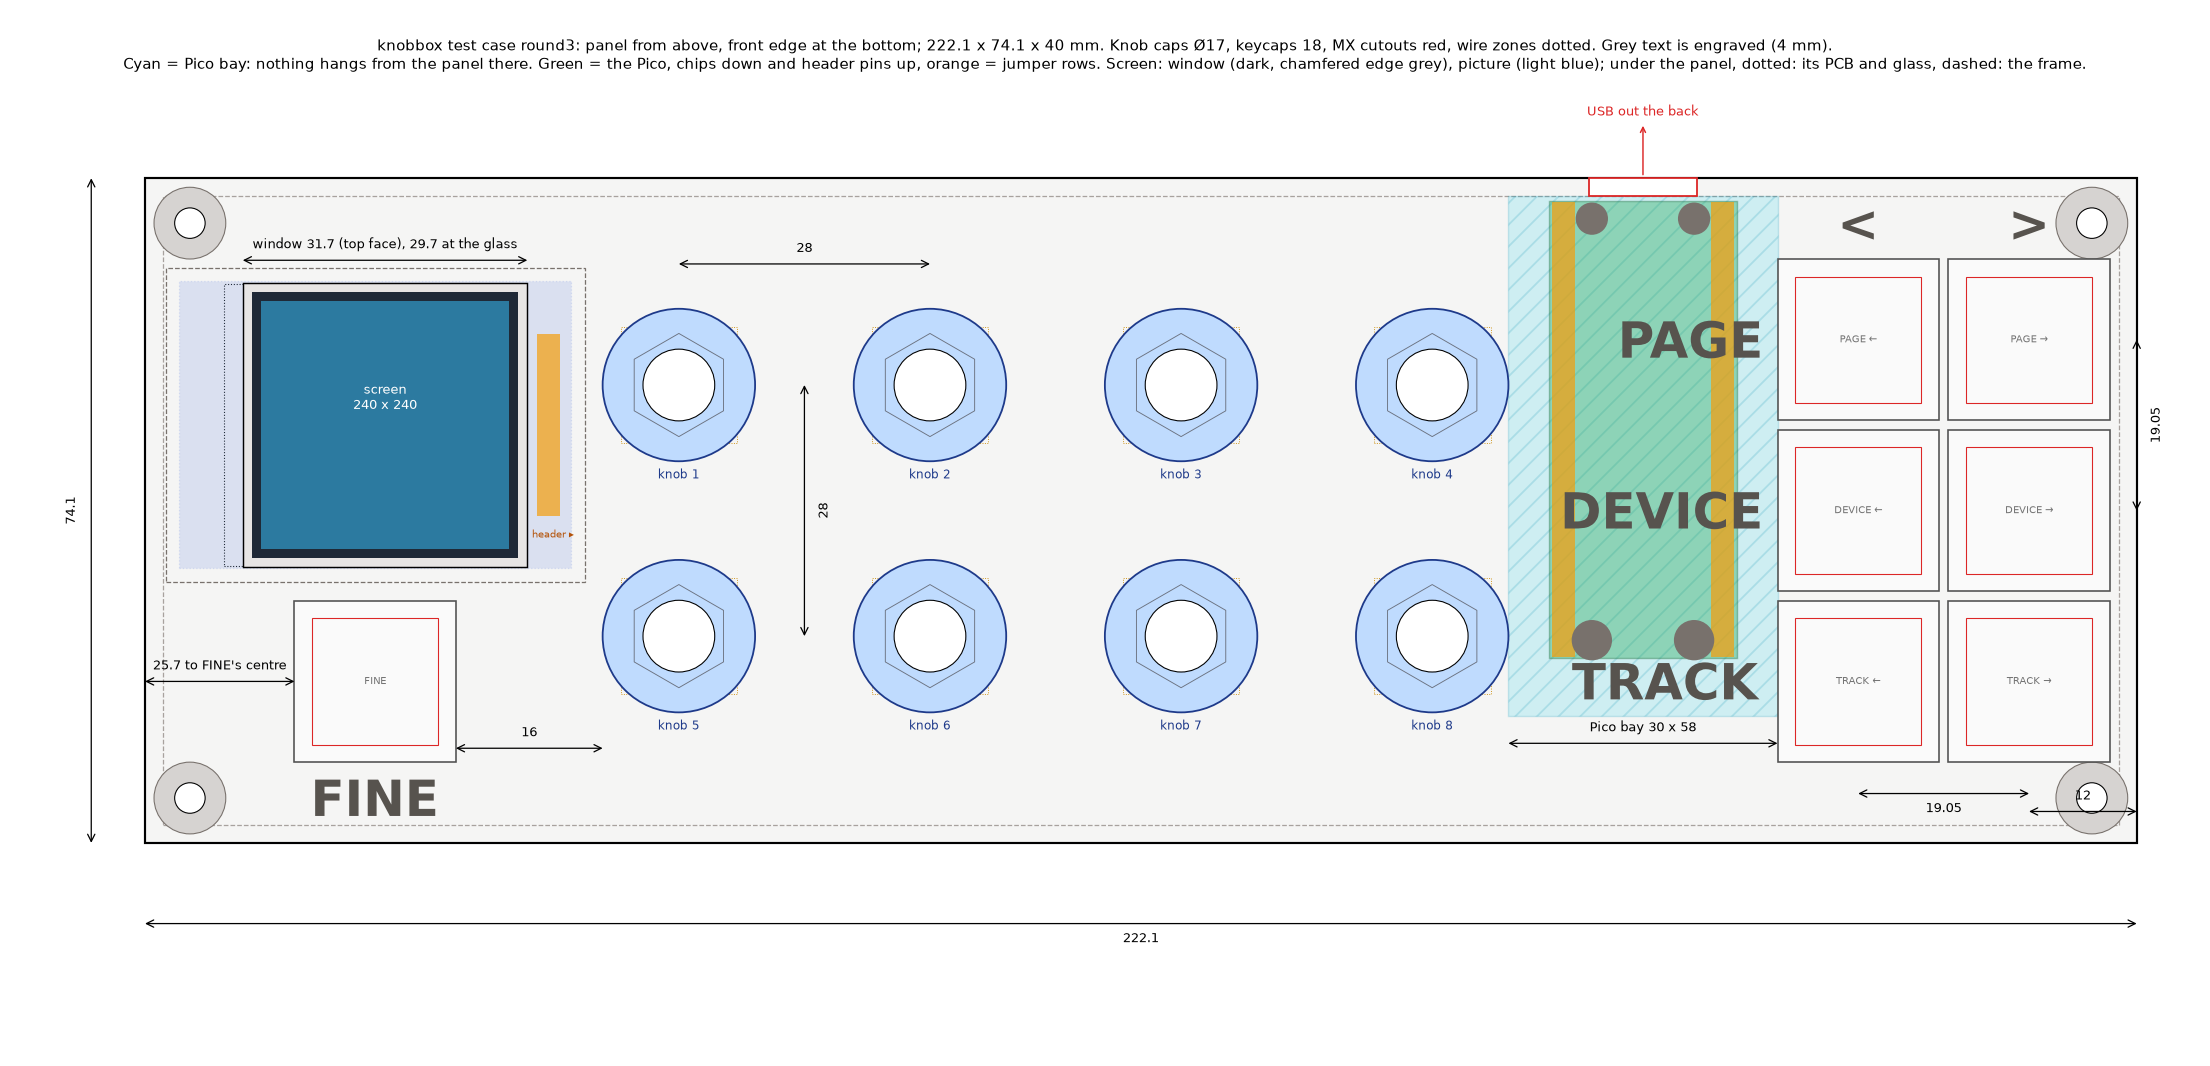 knobbox test case round3: panel from above, front edge at the bottom; 222.1 x 74.1 x 40 mm. Knob caps Ø17, keycaps 18, MX cutouts red, wire zones dotted. Grey text is engraved (4 mm).
Cyan = Pico bay: nothing hangs from the panel there. Green = the Pico, chips down and header pins up, orange = jumper rows. Screen: window (dark, chamfered edge grey), picture (light blue); under the panel, dotted: its PCB and glass, dashed: the frame.
USB out the back
< >
window 31.7 (top face), 29.7 at the glass
28
PAGE
PAGE ←
PAGE →
screen
240 x 240
19.05
knob 1
knob 2
knob 3
knob 4
74.1
28
DEVICE
DEVICE ←
DEVICE →
header ▸
25.7 to FINE's centre
FINE
TRACK
TRACK ←
TRACK →
16
knob 5
knob 6
knob 7
knob 8
Pico bay 30 x 58
FINE
19.05
12
222.1